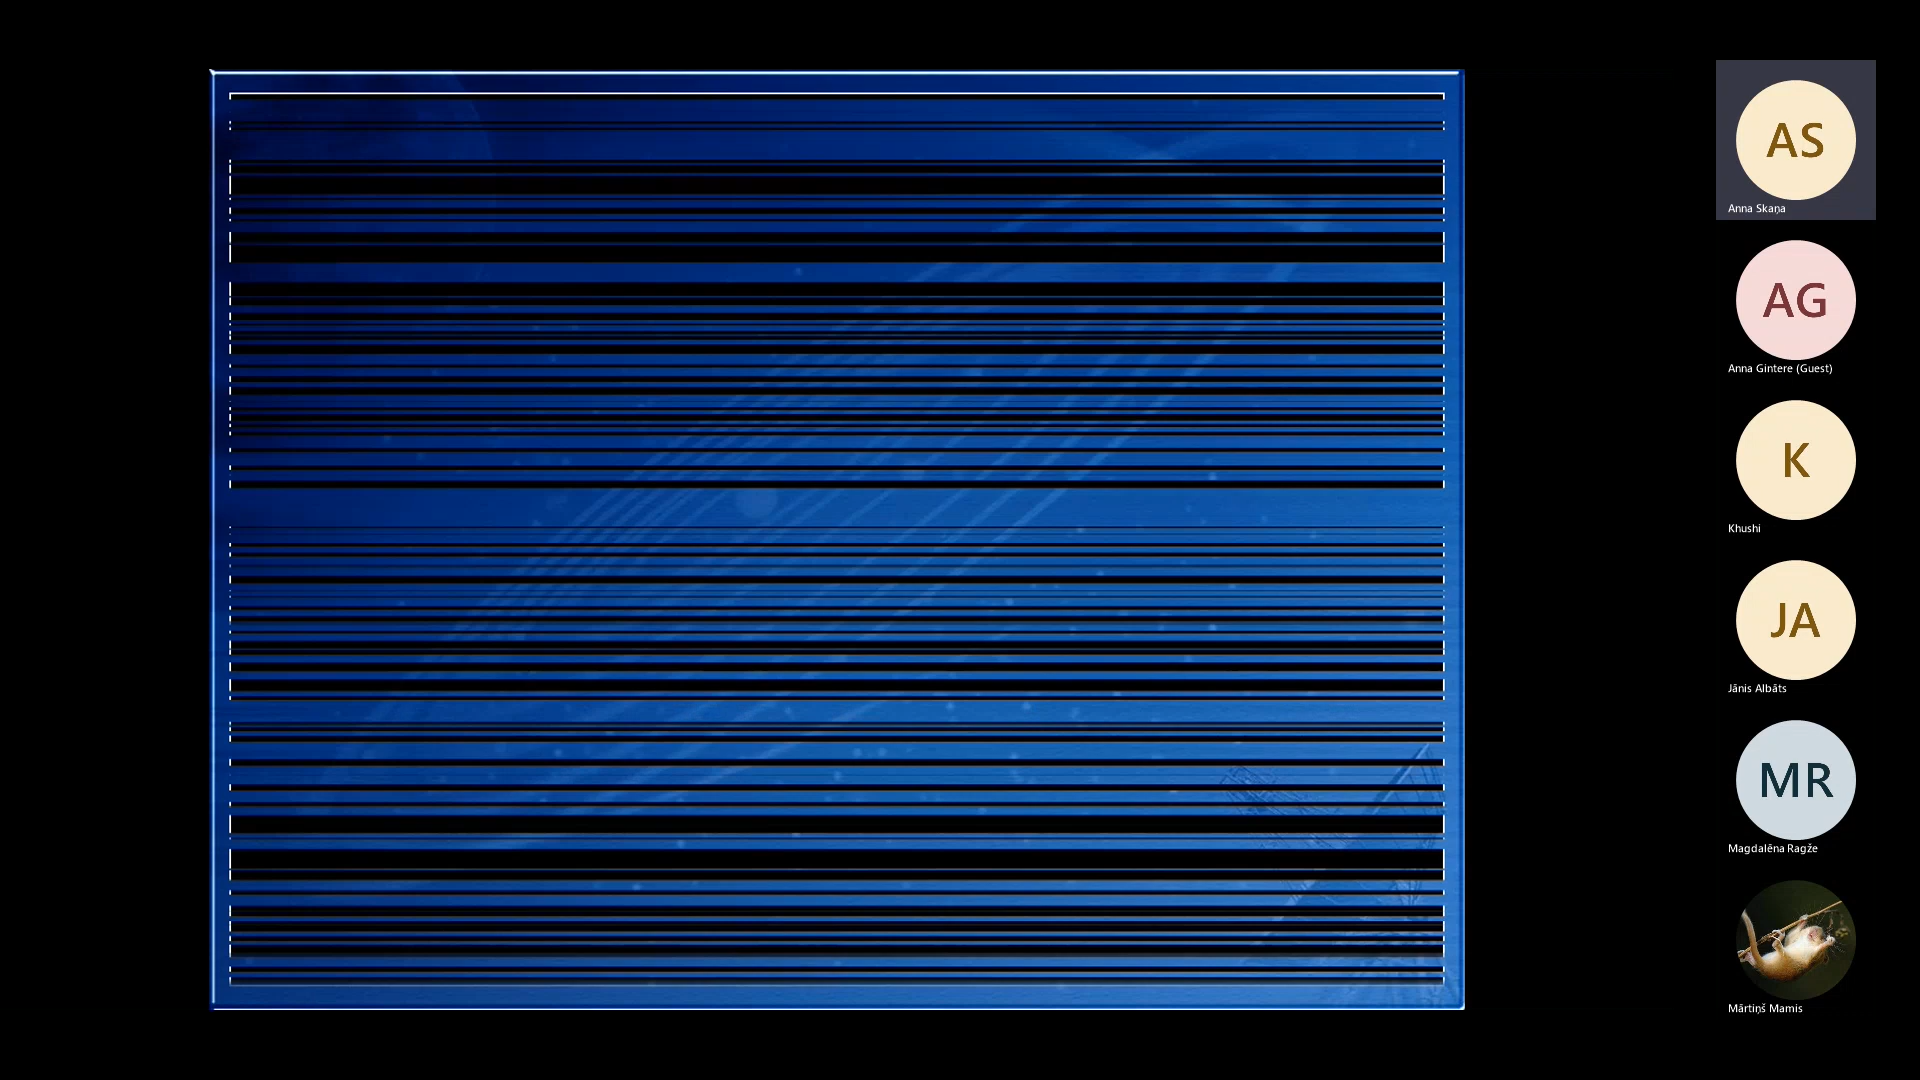 AS
Anna Skaņa
AG
Anna Gintere (Guest)
K
Khushi
JA
Jānis Albāts
MR
Magdalēna Ragže
Mārtiņš Mamis